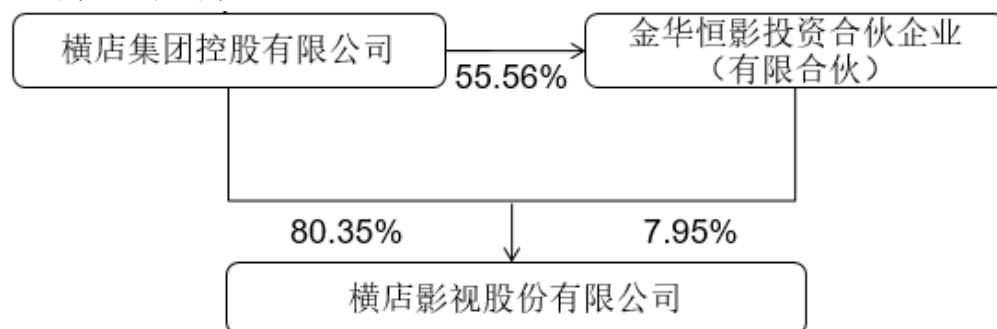 横店集团控股有限公司
金华恒影投资合伙企业
（有限合伙）
55.56%
80.35%
7.95%
横店影视股份有限公司